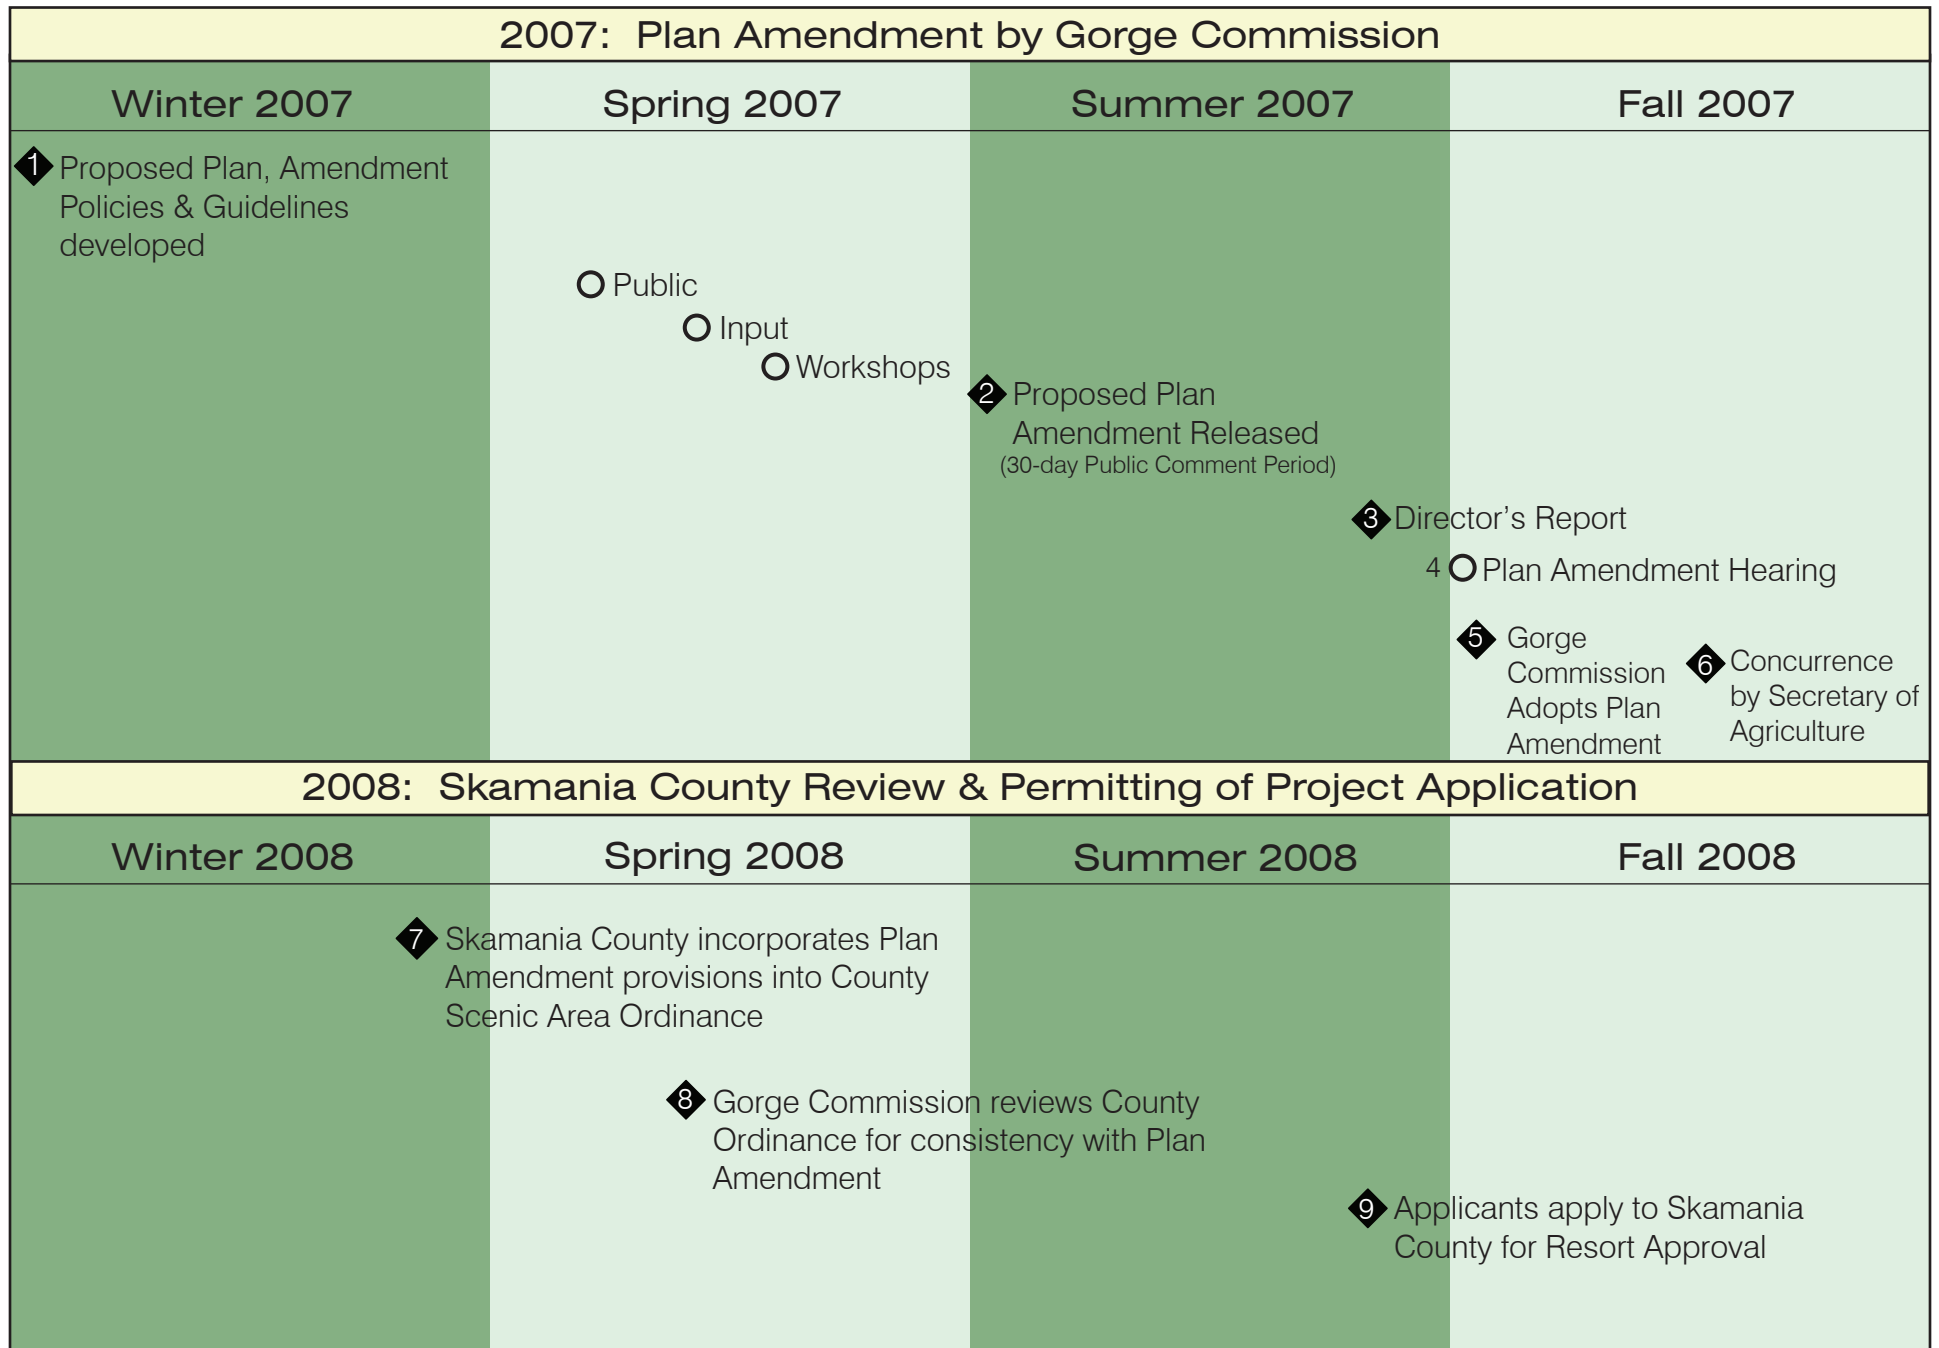 2007: Plan Amendment by Gorge Commission
Winter 2007
Spring 2007
Summer 2007
Fall 2007
1 Proposed Plan, Amendment
Policies & Guidelines
developed
Public
Input
Workshops
2 Proposed Plan
Amendment Released
(30-day Public Comment Period)
3 Director’s Report
4 Plan Amendment Hearing
5 Gorge
Commission
Adopts Plan
Amendment
6 Concurrence
by Secretary of
Agriculture
2008: Skamania County Review & Permitting of Project Application
Winter 2008
Spring 2008
Summer 2008
Fall 2008
7 Skamania County incorporates Plan
Amendment provisions into County
Scenic Area Ordinance
8 Gorge Commission reviews County
Ordinance for consistency with Plan
Amendment
9 Applicants apply to Skamania
County for Resort Approval